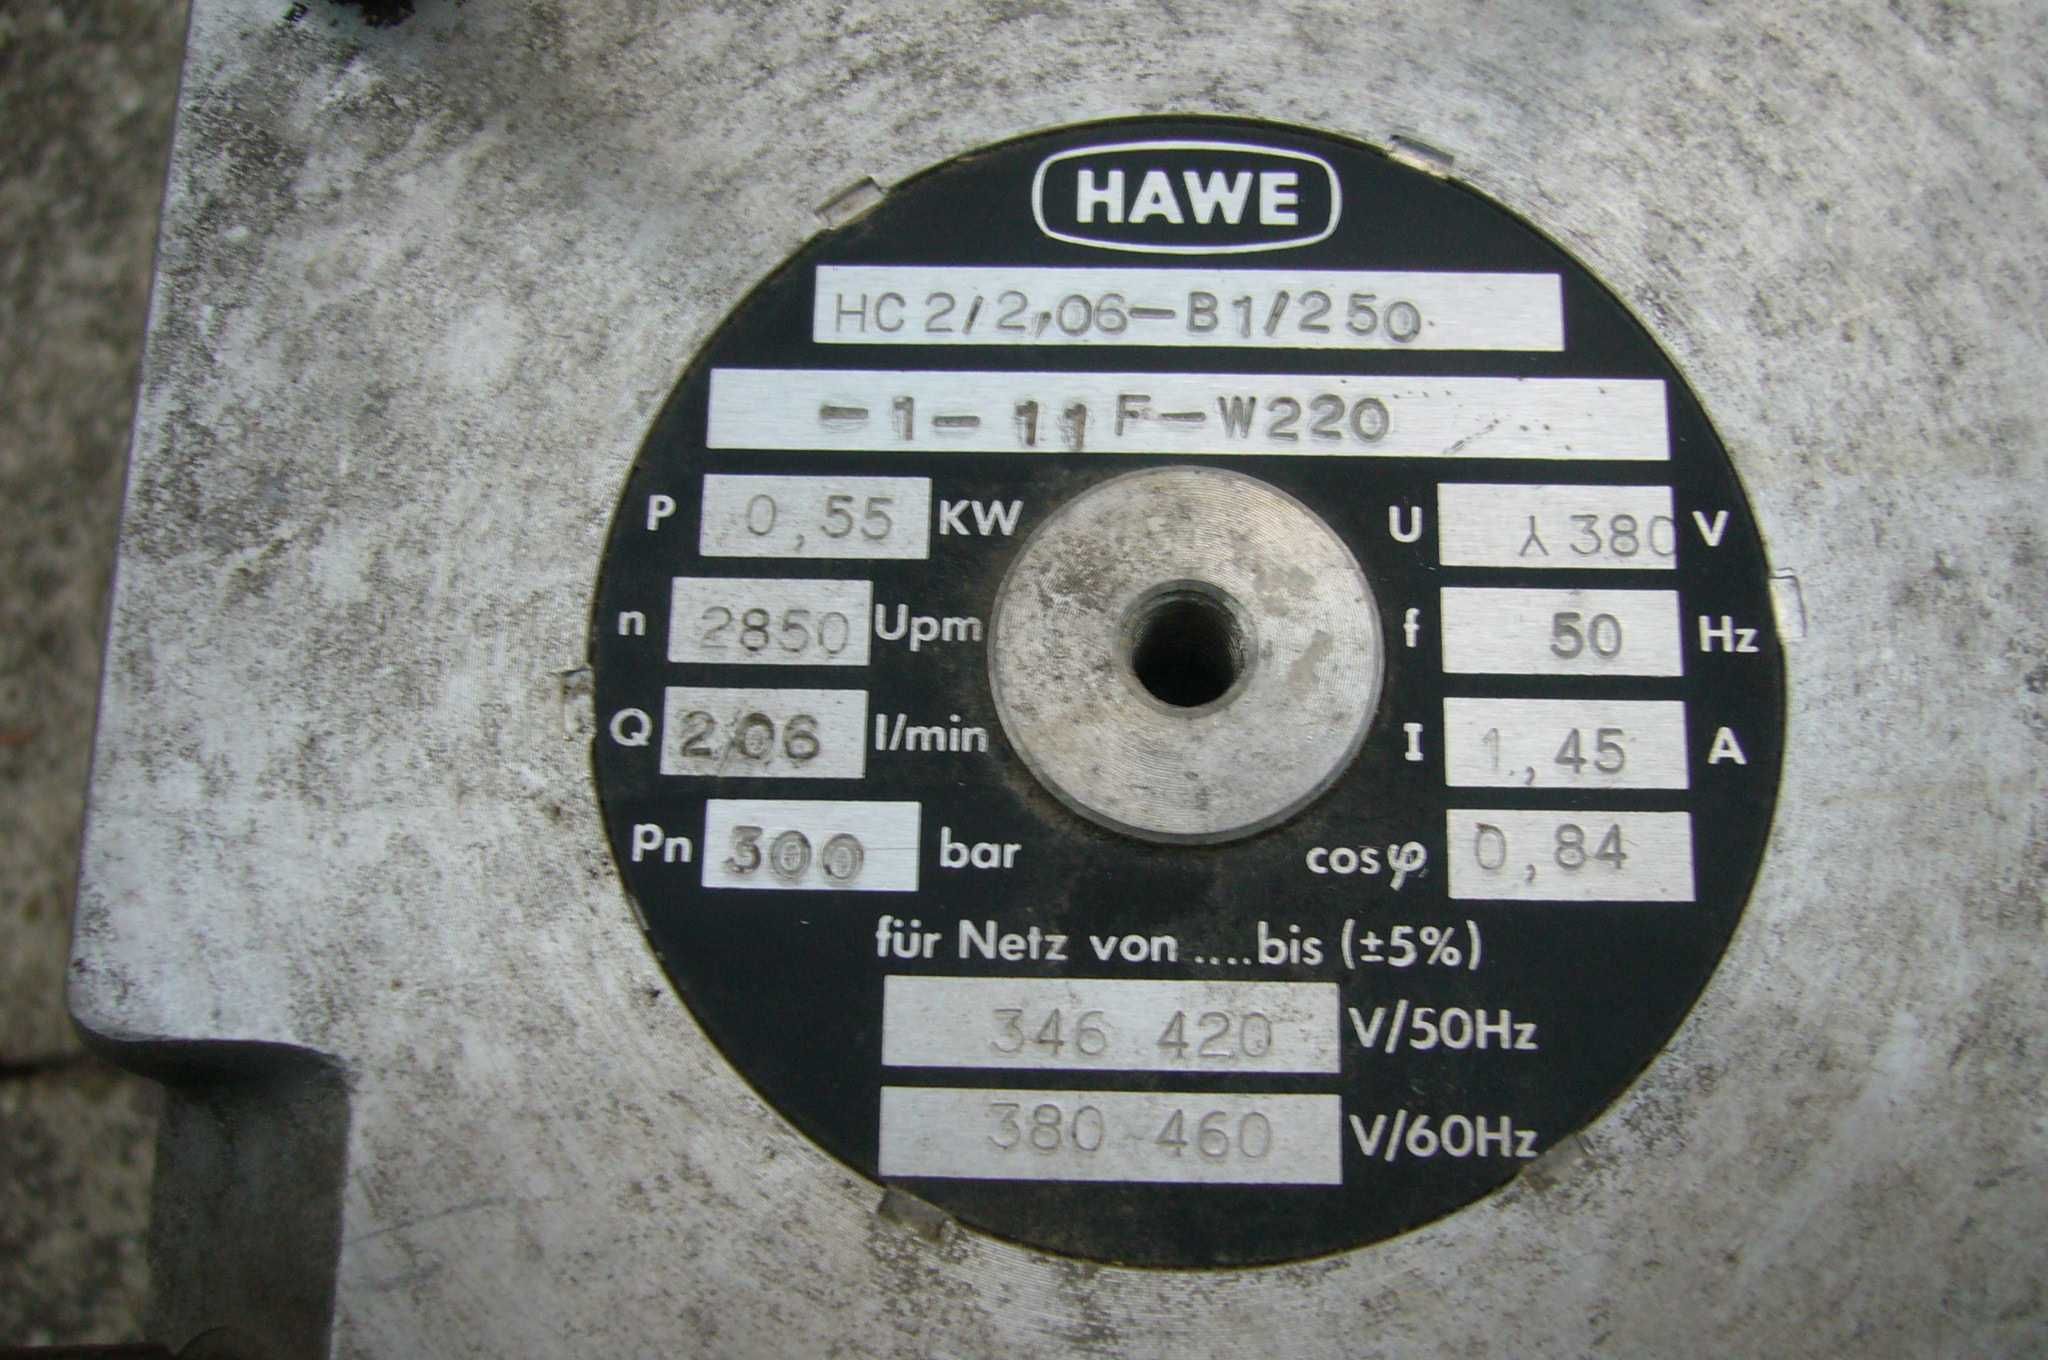 HAWE
HC 2/2,06-B1/250
-1-11F-W220
P 0,55 KW U ⅄ 380 V
n 2850 Upm f 50 Hz
Q 2,06 l/min I 1,45 A
Pn 300 bar cosφ 0,84
für Netz von ....bis (±5%)
346 420 V/50Hz
380 460 V/60Hz